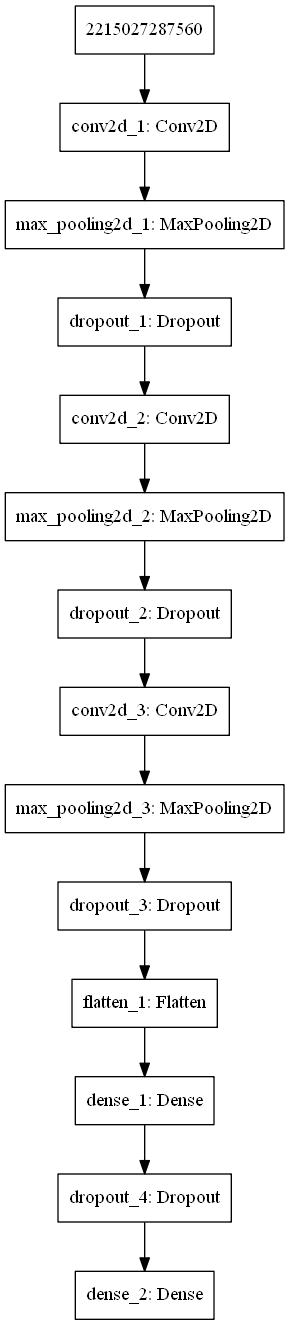 2215027287560
conv2d_1: Conv2D
max_pooling2d_1: MaxPooling2D
dropout_1: Dropout
conv2d_2: Conv2D
max_pooling2d_2: MaxPooling2D
dropout_2: Dropout
conv2d_3: Conv2D
max_pooling2d_3: MaxPooling2D
dropout_3: Dropout
flatten_1: Flatten
dense_1: Dense
dropout_4: Dropout
dense_2: Dense